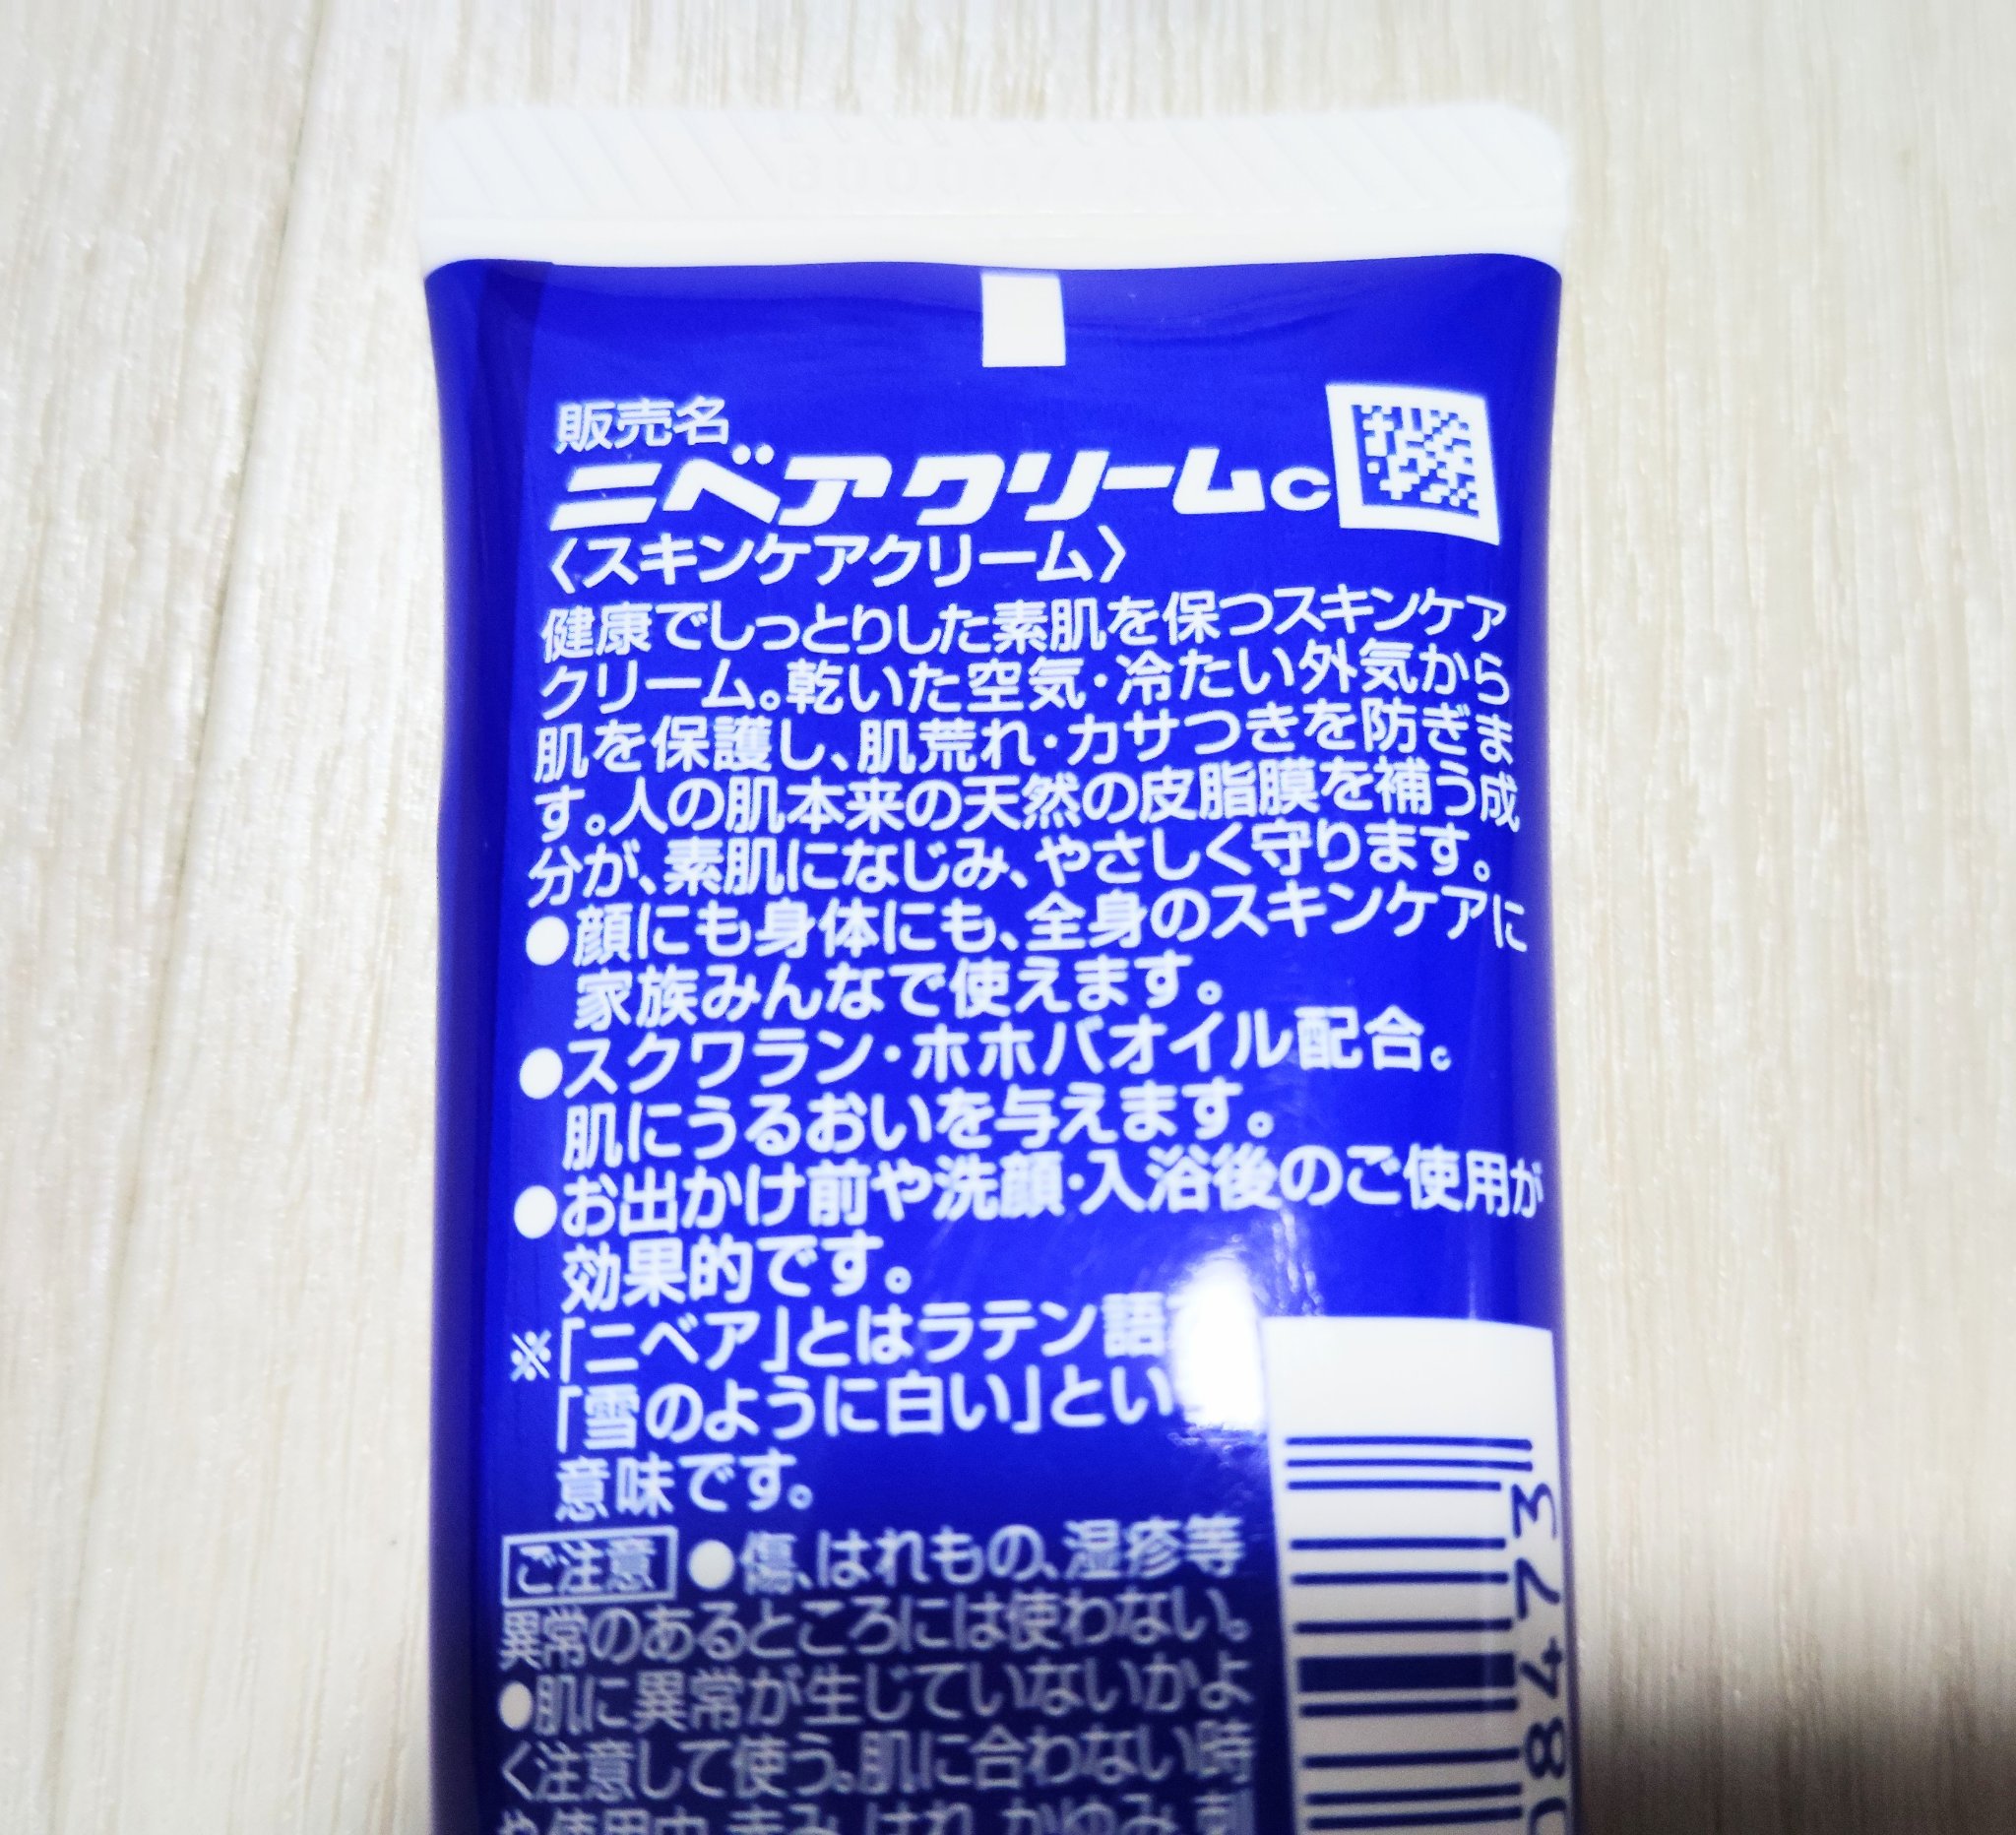 販売名
ニベアクリームc
〈スキンケアクリーム〉
健康でしっとりした素肌を保つスキンケア
クリーム。乾いた空気・冷たい外気から
肌を保護し、肌荒れ・カサつきを防ぎま
す。人の肌本来の天然の皮脂膜を補う成
分が、素肌になじみ、やさしく守ります。
●顔にも身体にも、全身のスキンケアに
家族みんなで使えます。
●スクワラン・ホホバオイル配合。
肌にうるおいを与えます。
●お出かけ前や洗顔・入浴後のご使用が
効果的です。
※「ニベア」とはラテン語
「雪のように白い」とい
意味です。
ご注意 ●傷、はれもの、湿疹等
異常のあるところには使わない。
●肌に異常が生じていないかよ
く注意して使う。肌に合わない時
や使用中、赤み、はれ、かゆみ、刺
08473